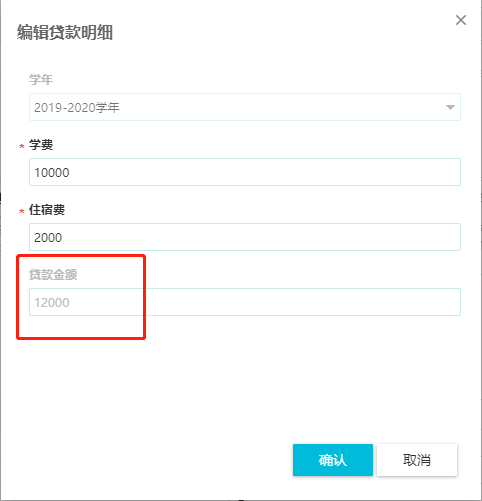 编辑贷款明细
学年
2019-2020学年
* 学费
10000
* 住宿费
2000
贷款金额
12000
确认 取消